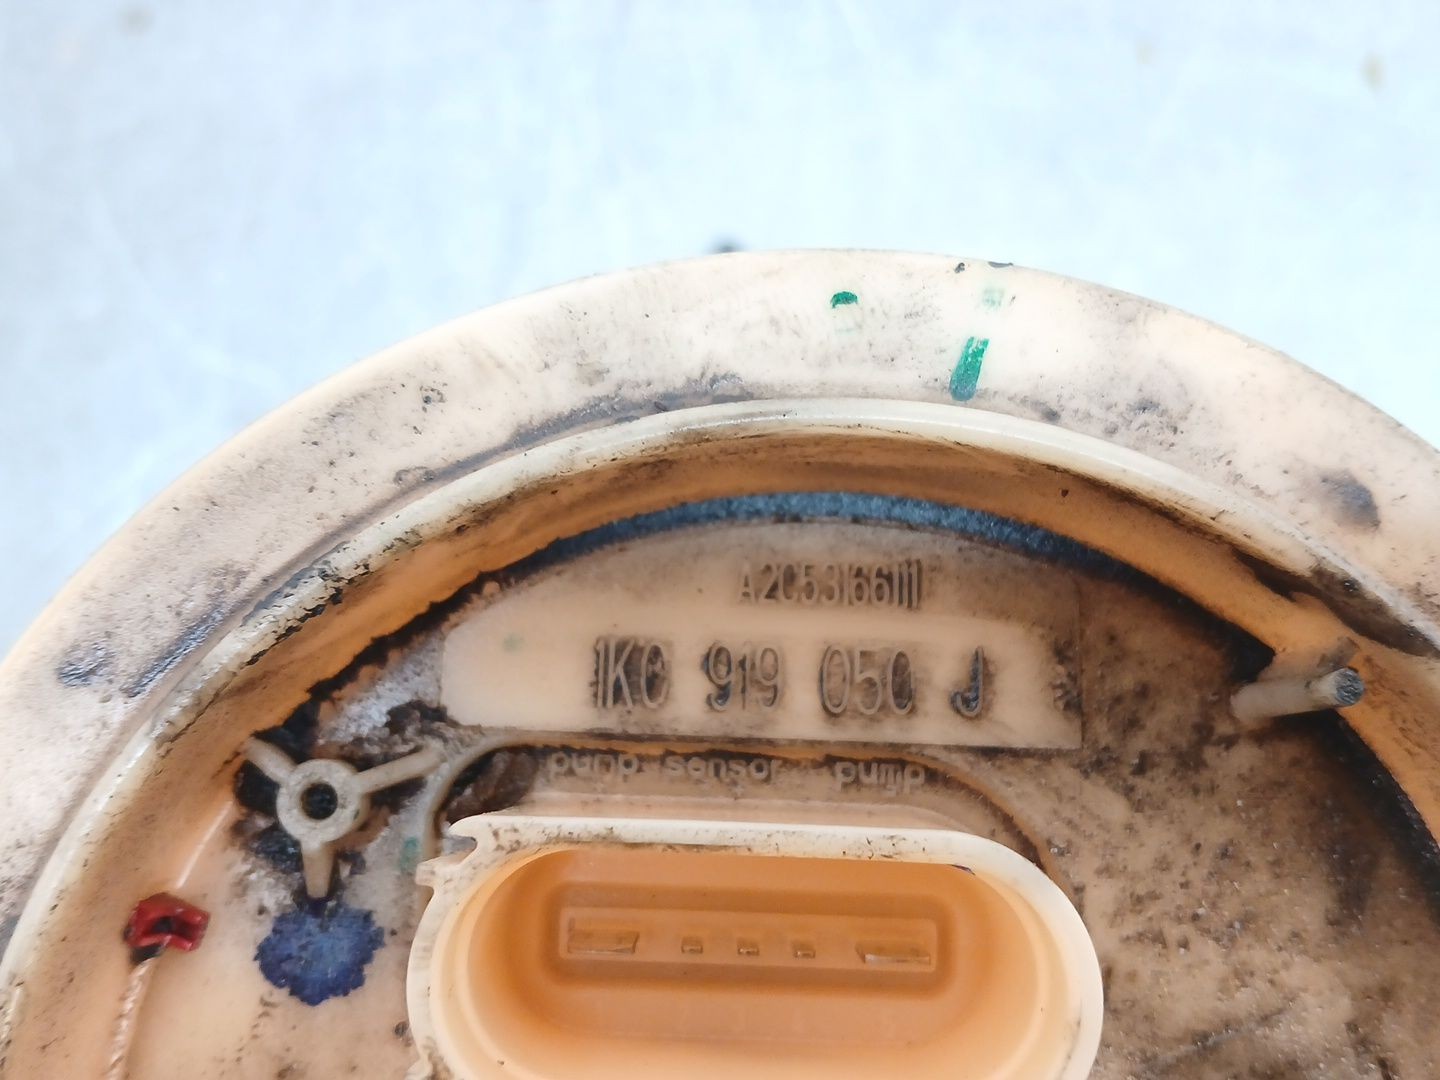 A2C53166111
1K0 919 050 J
pump sensor pump